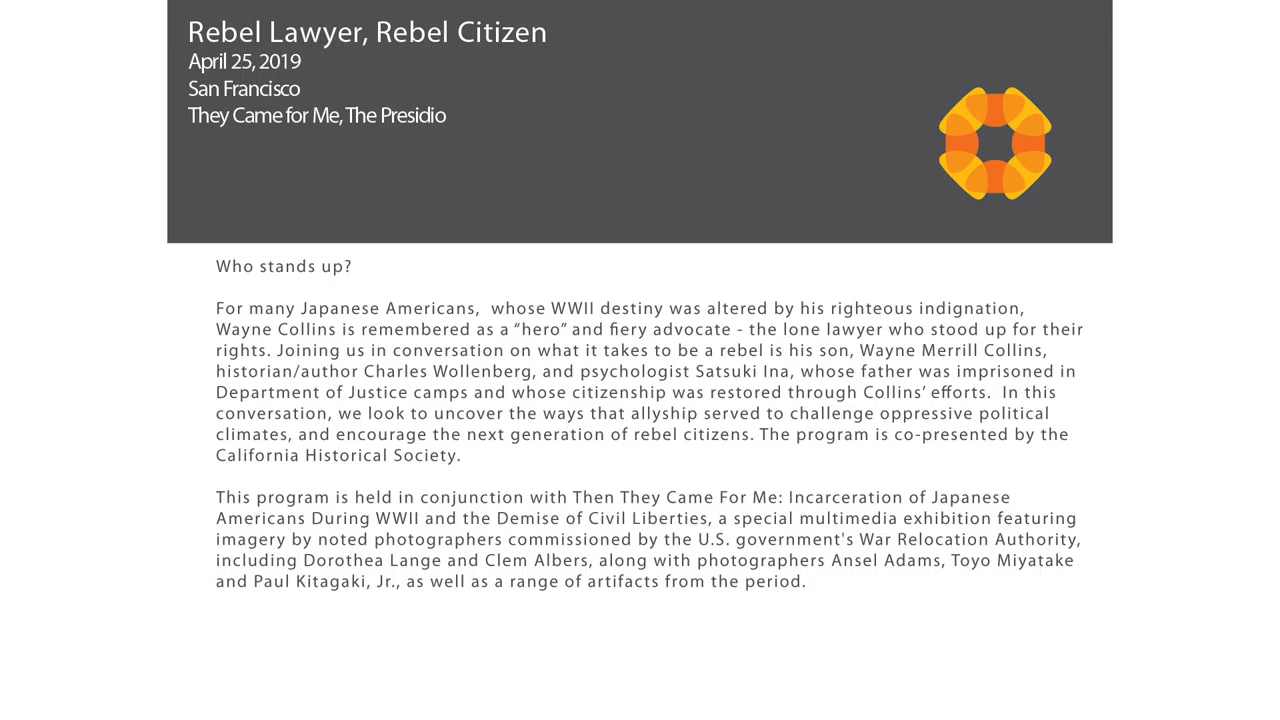 Rebel Lawyer, Rebel Citizen
April 25, 2019
San Francisco
They Came for Me, The Presidio
Who stands up?
For many Japanese Americans,  whose WWII destiny was altered by his righteous indignation,
Wayne Collins is remembered as a “hero” and fiery advocate - the lone lawyer who stood up for their
rights. Joining us in conversation on what it takes to be a rebel is his son, Wayne Merrill Collins,
historian/author Charles Wollenberg, and psychologist Satsuki Ina, whose father was imprisoned in
Department of Justice camps and whose citizenship was restored through Collins’ efforts.  In this
conversation, we look to uncover the ways that allyship served to challenge oppressive political
climates, and encourage the next generation of rebel citizens. The program is co-presented by the
California Historical Society.
This program is held in conjunction with Then They Came For Me: Incarceration of Japanese
Americans During WWII and the Demise of Civil Liberties, a special multimedia exhibition featuring
imagery by noted photographers commissioned by the U.S. government's War Relocation Authority,
including Dorothea Lange and Clem Albers, along with photographers Ansel Adams, Toyo Miyatake
and Paul Kitagaki, Jr., as well as a range of artifacts from the period.